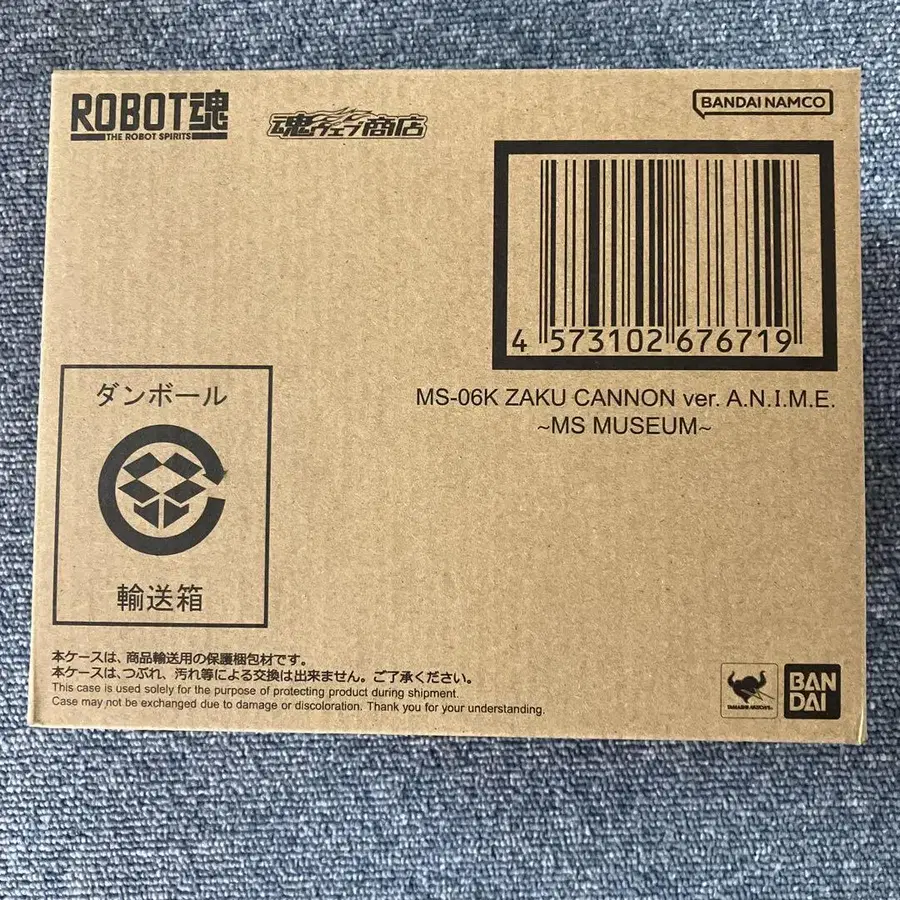 ROBOT魂
THE ROBOT SPIRITS
魂ウェブ商店
BANDAI NAMCO
4 573102 676719
MS-06K ZAKU CANNON ver. A.N.I.M.E.
~MS MUSEUM~
ダンボール
輸送箱
本ケースは、商品輸送用の保護梱包材です。
本ケースは、つぶれ、汚れ等による交換は出来ません。ご了承ください。
This case is used solely for the purpose of protecting product during shipment.
Case may not be exchanged due to damage or discoloration. Thank you for your understanding.
TAMASHII NATIONS
BAN
DAI